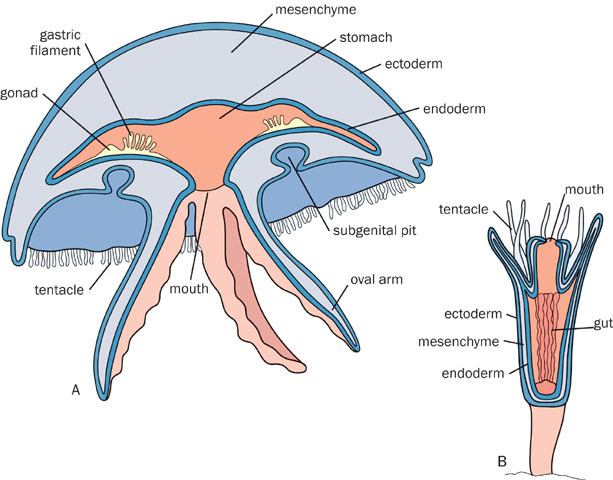 mesenchyme
gastric
filament
stomach
ectoderm
gonad
endoderm
subgenital pit
tentacle
mouth
oval arm
A
mouth
tentacle
ectoderm
gut
mesenchyme
endoderm
B